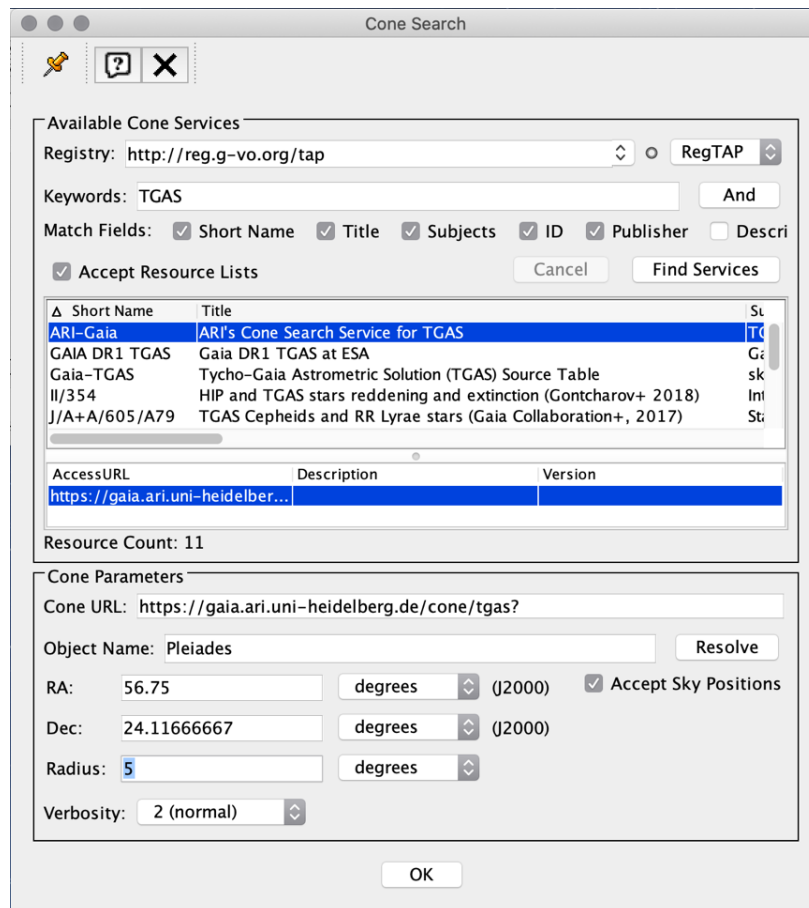 Cone Search
Available Cone Services
Registry: http://reg.g-vo.org/tap RegTAP
Keywords: TGAS And
Match Fields: Short Name Title Subjects ID Publisher Descri
Accept Resource Lists Cancel Find Services
Δ Short Name Title Su
ARI-Gaia ARI's Cone Search Service for TGAS TG
GAIA DR1 TGAS Gaia DR1 TGAS at ESA Ga
Gaia-TGAS Tycho-Gaia Astrometric Solution (TGAS) Source Table sk
II/354 HIP and TGAS stars reddening and extinction (Gontcharov+ 2018) Int
J/A+A/605/A79 TGAS Cepheids and RR Lyrae stars (Gaia Collaboration+, 2017) Sta
AccessURL Description Version
https://gaia.ari.uni-heidelber...
Resource Count: 11
Cone Parameters
Cone URL: https://gaia.ari.uni-heidelberg.de/cone/tgas?
Object Name: Pleiades Resolve
RA: 56.75 degrees (J2000) Accept Sky Positions
Dec: 24.11666667 degrees (J2000)
Radius: 5 degrees
Verbosity: 2 (normal)
OK